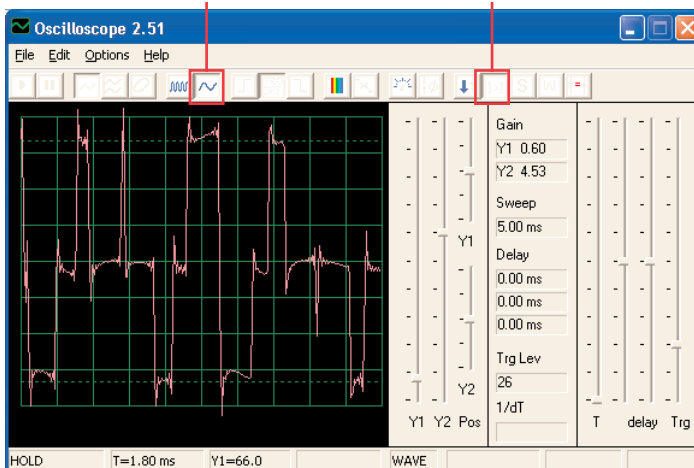 Oscilloscope 2.51
File Edit Options Help
S W
Gain
Y1 0.60
Y2 4.53
Sweep
5.00 ms
Y1
Delay
0.00 ms
0.00 ms
0.00 ms
Trg Lev
26
Y2
1/dT
Y1 Y2 Pos
T delay Trg
HOLD T=1.80 ms Y1=66.0 WAVE